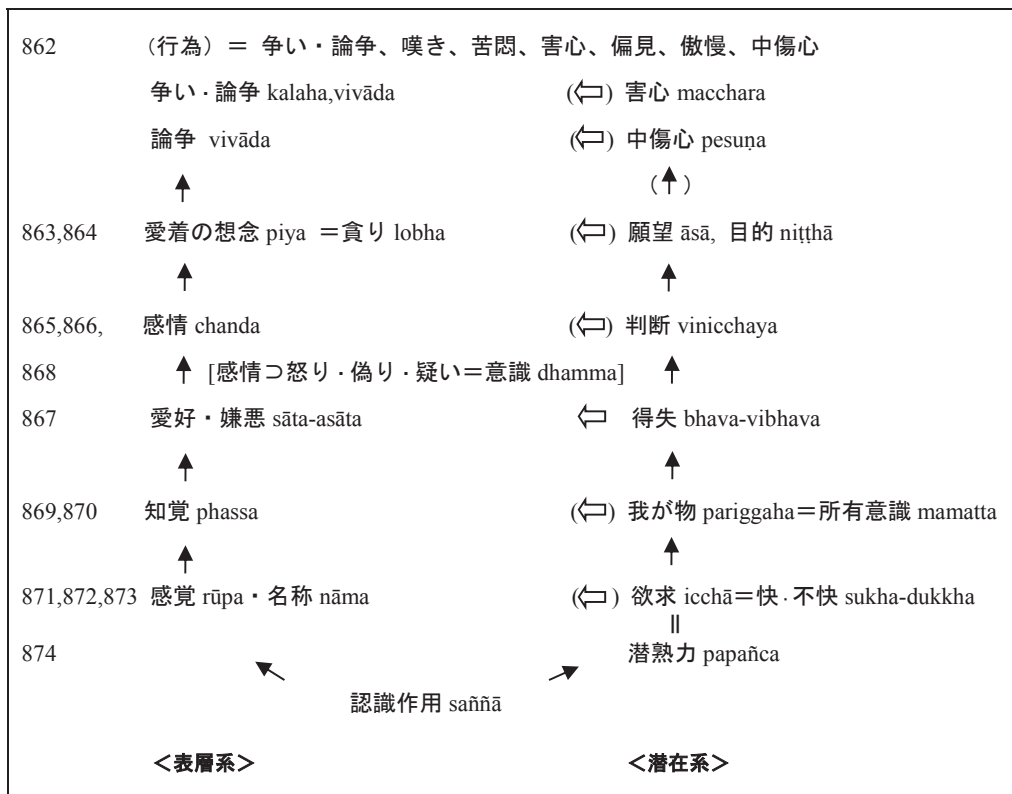 862 （行為）＝ 争い・論争、嘆き、苦悶、害心、偏見、傲慢、中傷心
争い・論争 kalaha,vivāda (⇦) 害心 macchara
論争 vivāda (⇦) 中傷心 pesuṇa
↑ (↑)
863,864 愛着の想念 piya ＝貪り lobha (⇦) 願望 āsā, 目的 niṭṭhā
↑ ↑
865,866, 感情 chanda (⇦) 判断 vinicchaya
868 ↑ [感情⊃怒り・偽り・疑い＝意識 dhamma] ↑
867 愛好・嫌悪 sāta-asāta ⇦ 得失 bhava-vibhava
↑ ↑
869,870 知覚 phassa (⇦) 我が物 pariggaha＝所有意識 mamatta
↑ ↑
871,872,873 感覚 rūpa・名称 nāma (⇦) 欲求 icchā＝快・不快 sukha-dukkha
॥
874 潜熟力 papañca
↖ ↗
認識作用 saññā
＜表層系＞ ＜潜在系＞